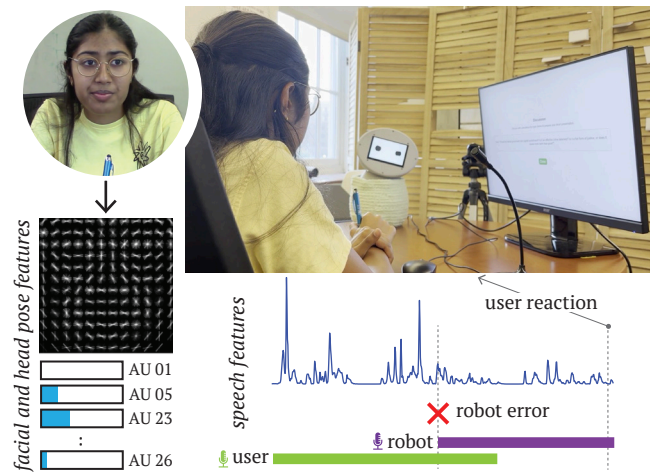 facial and head pose features
AU 01
AU 05
AU 23
:
AU 26
speech features
user reaction
robot error
robot
user